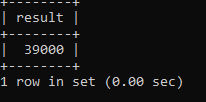 +--------+
| result |
+--------+
|  39000 |
+--------+
1 row in set (0.00 sec)